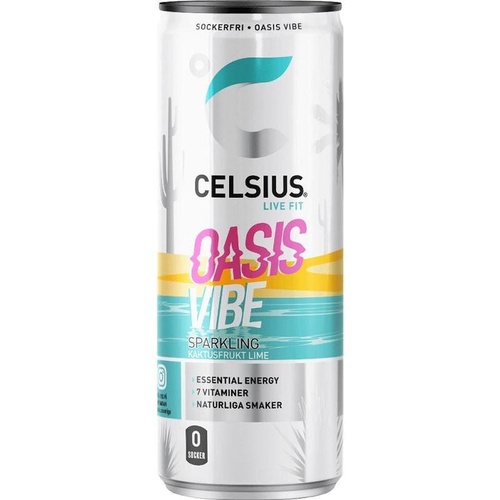 SOCKERFRI • OASIS VIBE
CELSIUS®
LIVE FIT
OASIS
VIBE
SPARKLING
KAKTUSFRUKT LIME
› ESSENTIAL ENERGY
› 7 VITAMINER
› NATURLIGA SMAKER
0
SOCKER